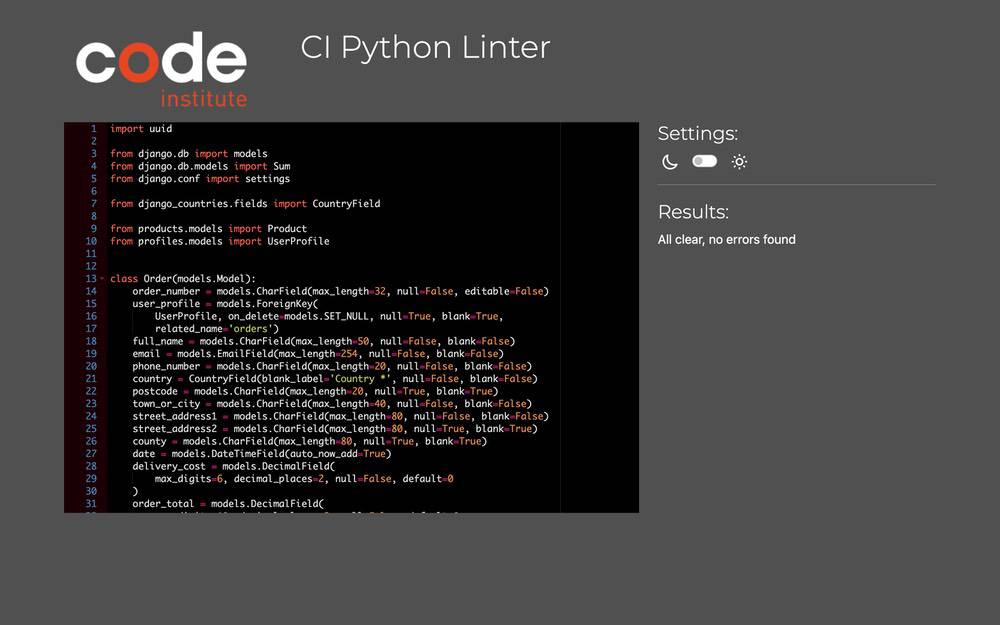 code
institute
CI Python Linter
1 import uuid
2
3 from django.db import models
4 from django.db.models import Sum
5 from django.conf import settings
6
7 from django_countries.fields import CountryField
8
9 from products.models import Product
10 from profiles.models import UserProfile
11
12
13 class Order(models.Model):
14     order_number = models.CharField(max_length=32, null=False, editable=False)
15     user_profile = models.ForeignKey(
16         UserProfile, on_delete=models.SET_NULL, null=True, blank=True,
17         related_name='orders')
18     full_name = models.CharField(max_length=50, null=False, blank=False)
19     email = models.EmailField(max_length=254, null=False, blank=False)
20     phone_number = models.CharField(max_length=20, null=False, blank=False)
21     country = CountryField(blank_label='Country *', null=False, blank=False)
22     postcode = models.CharField(max_length=20, null=True, blank=True)
23     town_or_city = models.CharField(max_length=40, null=False, blank=False)
24     street_address1 = models.CharField(max_length=80, null=False, blank=False)
25     street_address2 = models.CharField(max_length=80, null=True, blank=True)
26     county = models.CharField(max_length=80, null=True, blank=True)
27     date = models.DateTimeField(auto_now_add=True)
28     delivery_cost = models.DecimalField(
29         max_digits=6, decimal_places=2, null=False, default=0
30     )
31     order_total = models.DecimalField(
Settings:
Results:
All clear, no errors found